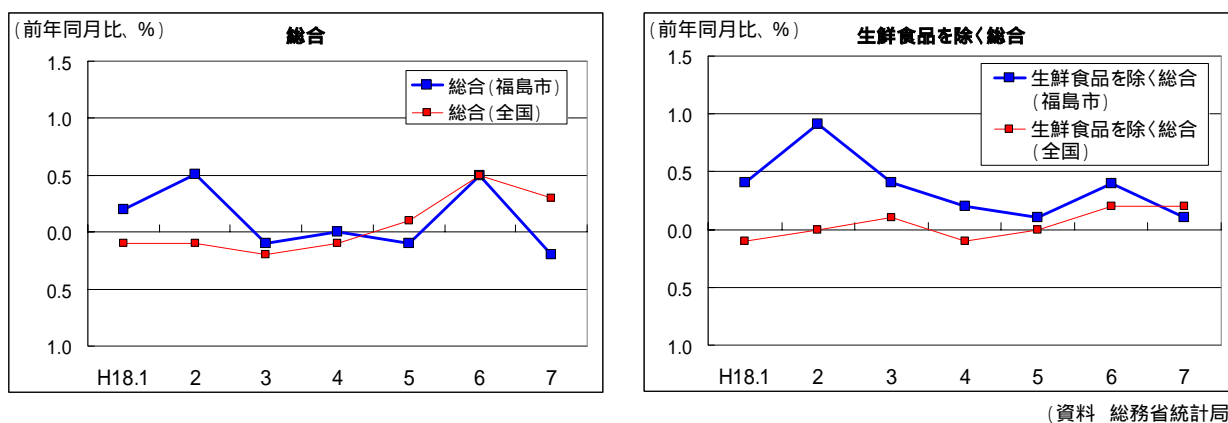 (前年同月比、%)
総合
1.5
1.0
0.5
0.0
0.5
1.0
総合(福島市)
総合(全国)
H18.1 2 3 4 5 6 7
(前年同月比、%)
生鮮食品を除く総合
1.5
1.0
0.5
0.0
0.5
1.0
生鮮食品を除く総合
(福島市)
生鮮食品を除く総合
(全国)
H18.1 2 3 4 5 6 7
(資料 総務省統計局